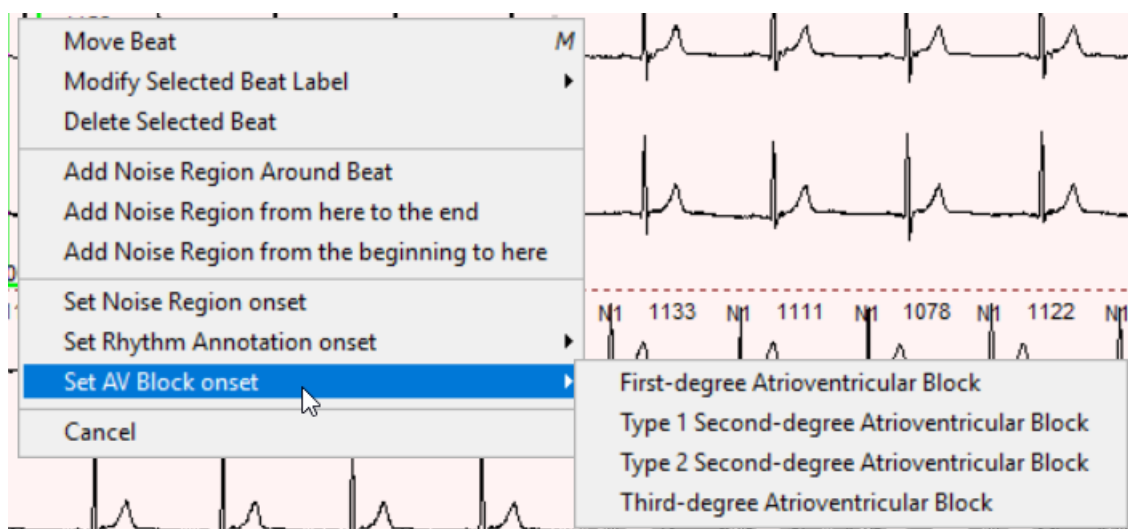 Move Beat M
Modify Selected Beat Label
Delete Selected Beat
Add Noise Region Around Beat
Add Noise Region from here to the end
Add Noise Region from the beginning to here
Set Noise Region onset
Set Rhythm Annotation onset
Set AV Block onset
Cancel
N1 1133 N1 1111 N1 1078 N1 1122 N1
First-degree Atrioventricular Block
Type 1 Second-degree Atrioventricular Block
Type 2 Second-degree Atrioventricular Block
Third-degree Atrioventricular Block